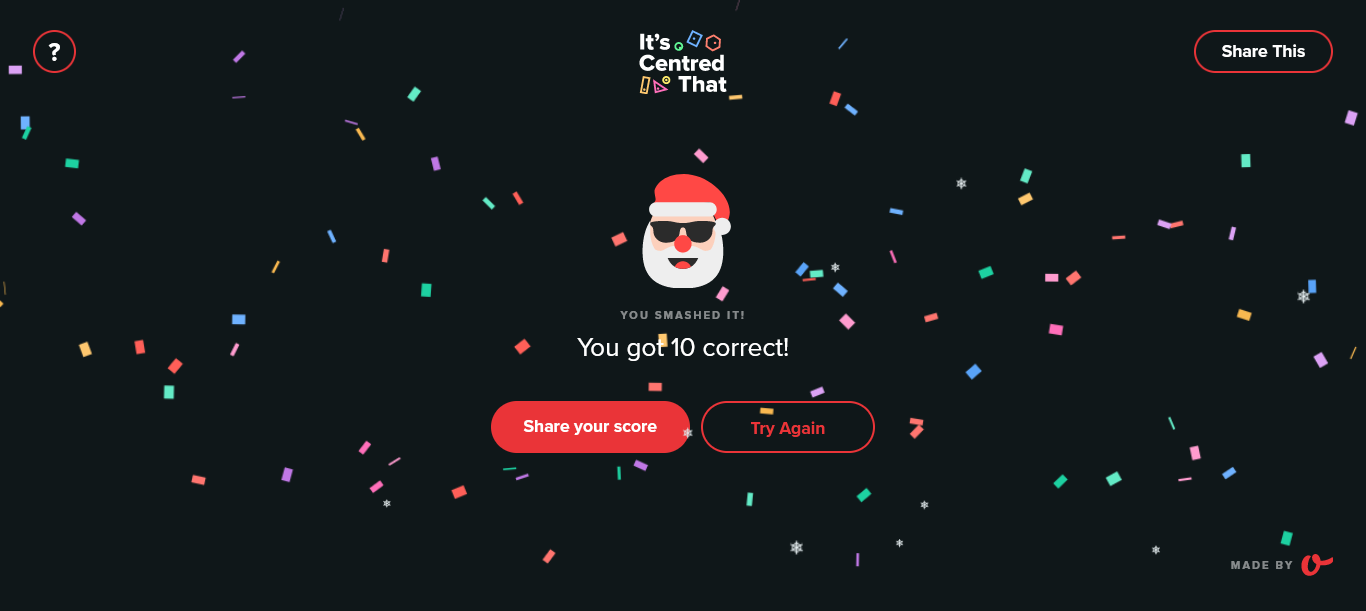 ?
It's
Centred
That
Share This
YOU SMASHED IT!
You got 10 correct!
Share your score
Try Again
MADE BY